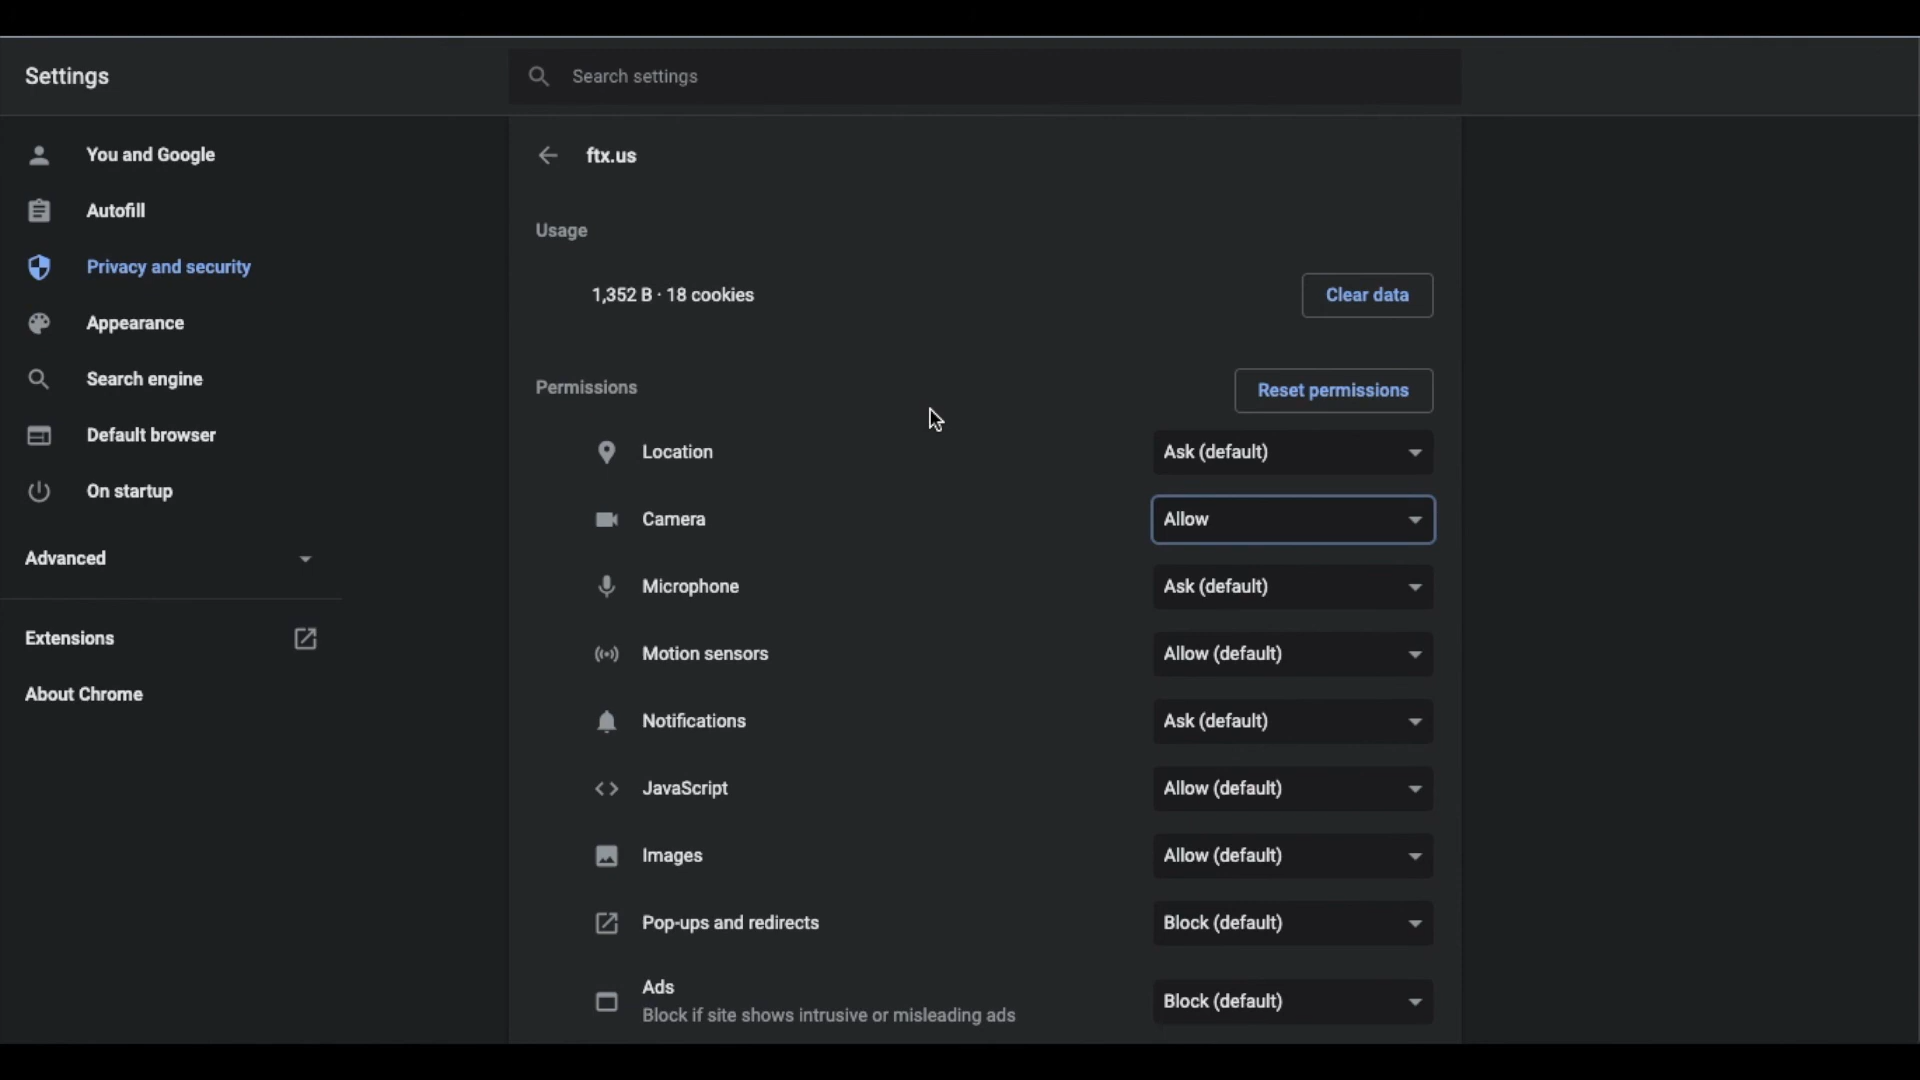 Settings
Search settings
You and Google
Autofill
Privacy and security
Appearance
Search engine
Default browser
On startup
Advanced
Extensions
About Chrome
ftx.us
Usage
1,352 B · 18 cookies
Clear data
Permissions
Reset permissions
Location
Ask (default)
Camera
Allow
Microphone
Ask (default)
Motion sensors
Allow (default)
Notifications
Ask (default)
JavaScript
Allow (default)
Images
Allow (default)
Pop-ups and redirects
Block (default)
Ads
Block if site shows intrusive or misleading ads
Block (default)